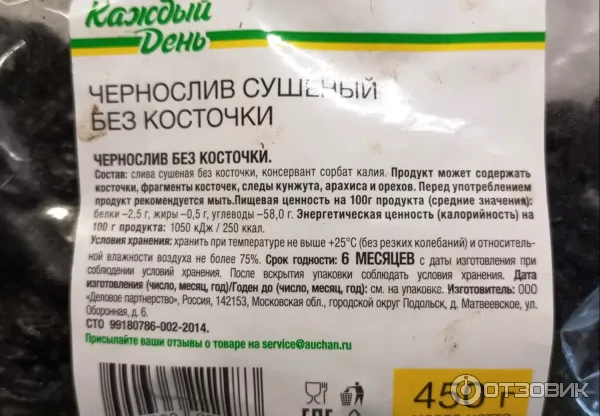 Каждый
День
ЧЕРНОСЛИВ СУШЕНЫЙ
БЕЗ КОСТОЧКИ
ЧЕРНОСЛИВ БЕЗ КОСТОЧКИ.
Состав: слива сушеная без косточки, консервант сорбат калия. Продукт может содержать
косточки, фрагменты косточек, следы кунжута, арахиса и орехов. Перед употреблением
продукт рекомендуется мыть.Пищевая ценность на 100г продукта (средние значения):
белки –2,5 г, жиры –0,5 г, углеводы –58,0 г. Энергетическая ценность (калорийность) на
100 г продукта: 1050 кДж / 250 ккал.
Условия хранения: хранить при температуре не выше +25°С (без резких колебаний) и относитель-
ной влажности воздуха не более 75%. Срок годности: 6 МЕСЯЦЕВ с даты изготовления при
соблюдении условий хранения. После вскрытия упаковки соблюдать условия хранения. Дата
изготовления (число, месяц, год)/Годен до (число, месяц, год): см. на упаковке. Изготовитель: ООО
«Деловое партнерство», Россия, 142153, Московская обл., городской округ Подольск, д. Матвеевское, ул.
Оборонная, д. 6.
СТО 99180786-002-2014.
Присылайте ваши отзывы о товаре на service@auchan.ru
450 г
ОТЗОВИК